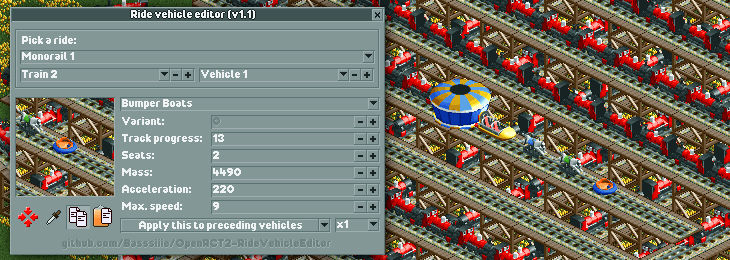 Ride vehicle editor (v1.1)
Pick a ride:
Monorail 1
Train 2
Vehicle 1
Bumper Boats
Variant: 0
Track progress: 13
Seats: 2
Mass: 4490
Acceleration: 220
Max. speed: 9
Apply this to preceding vehicles x1
github.com/Basssiiie/OpenRCT2-RideVehicleEditor